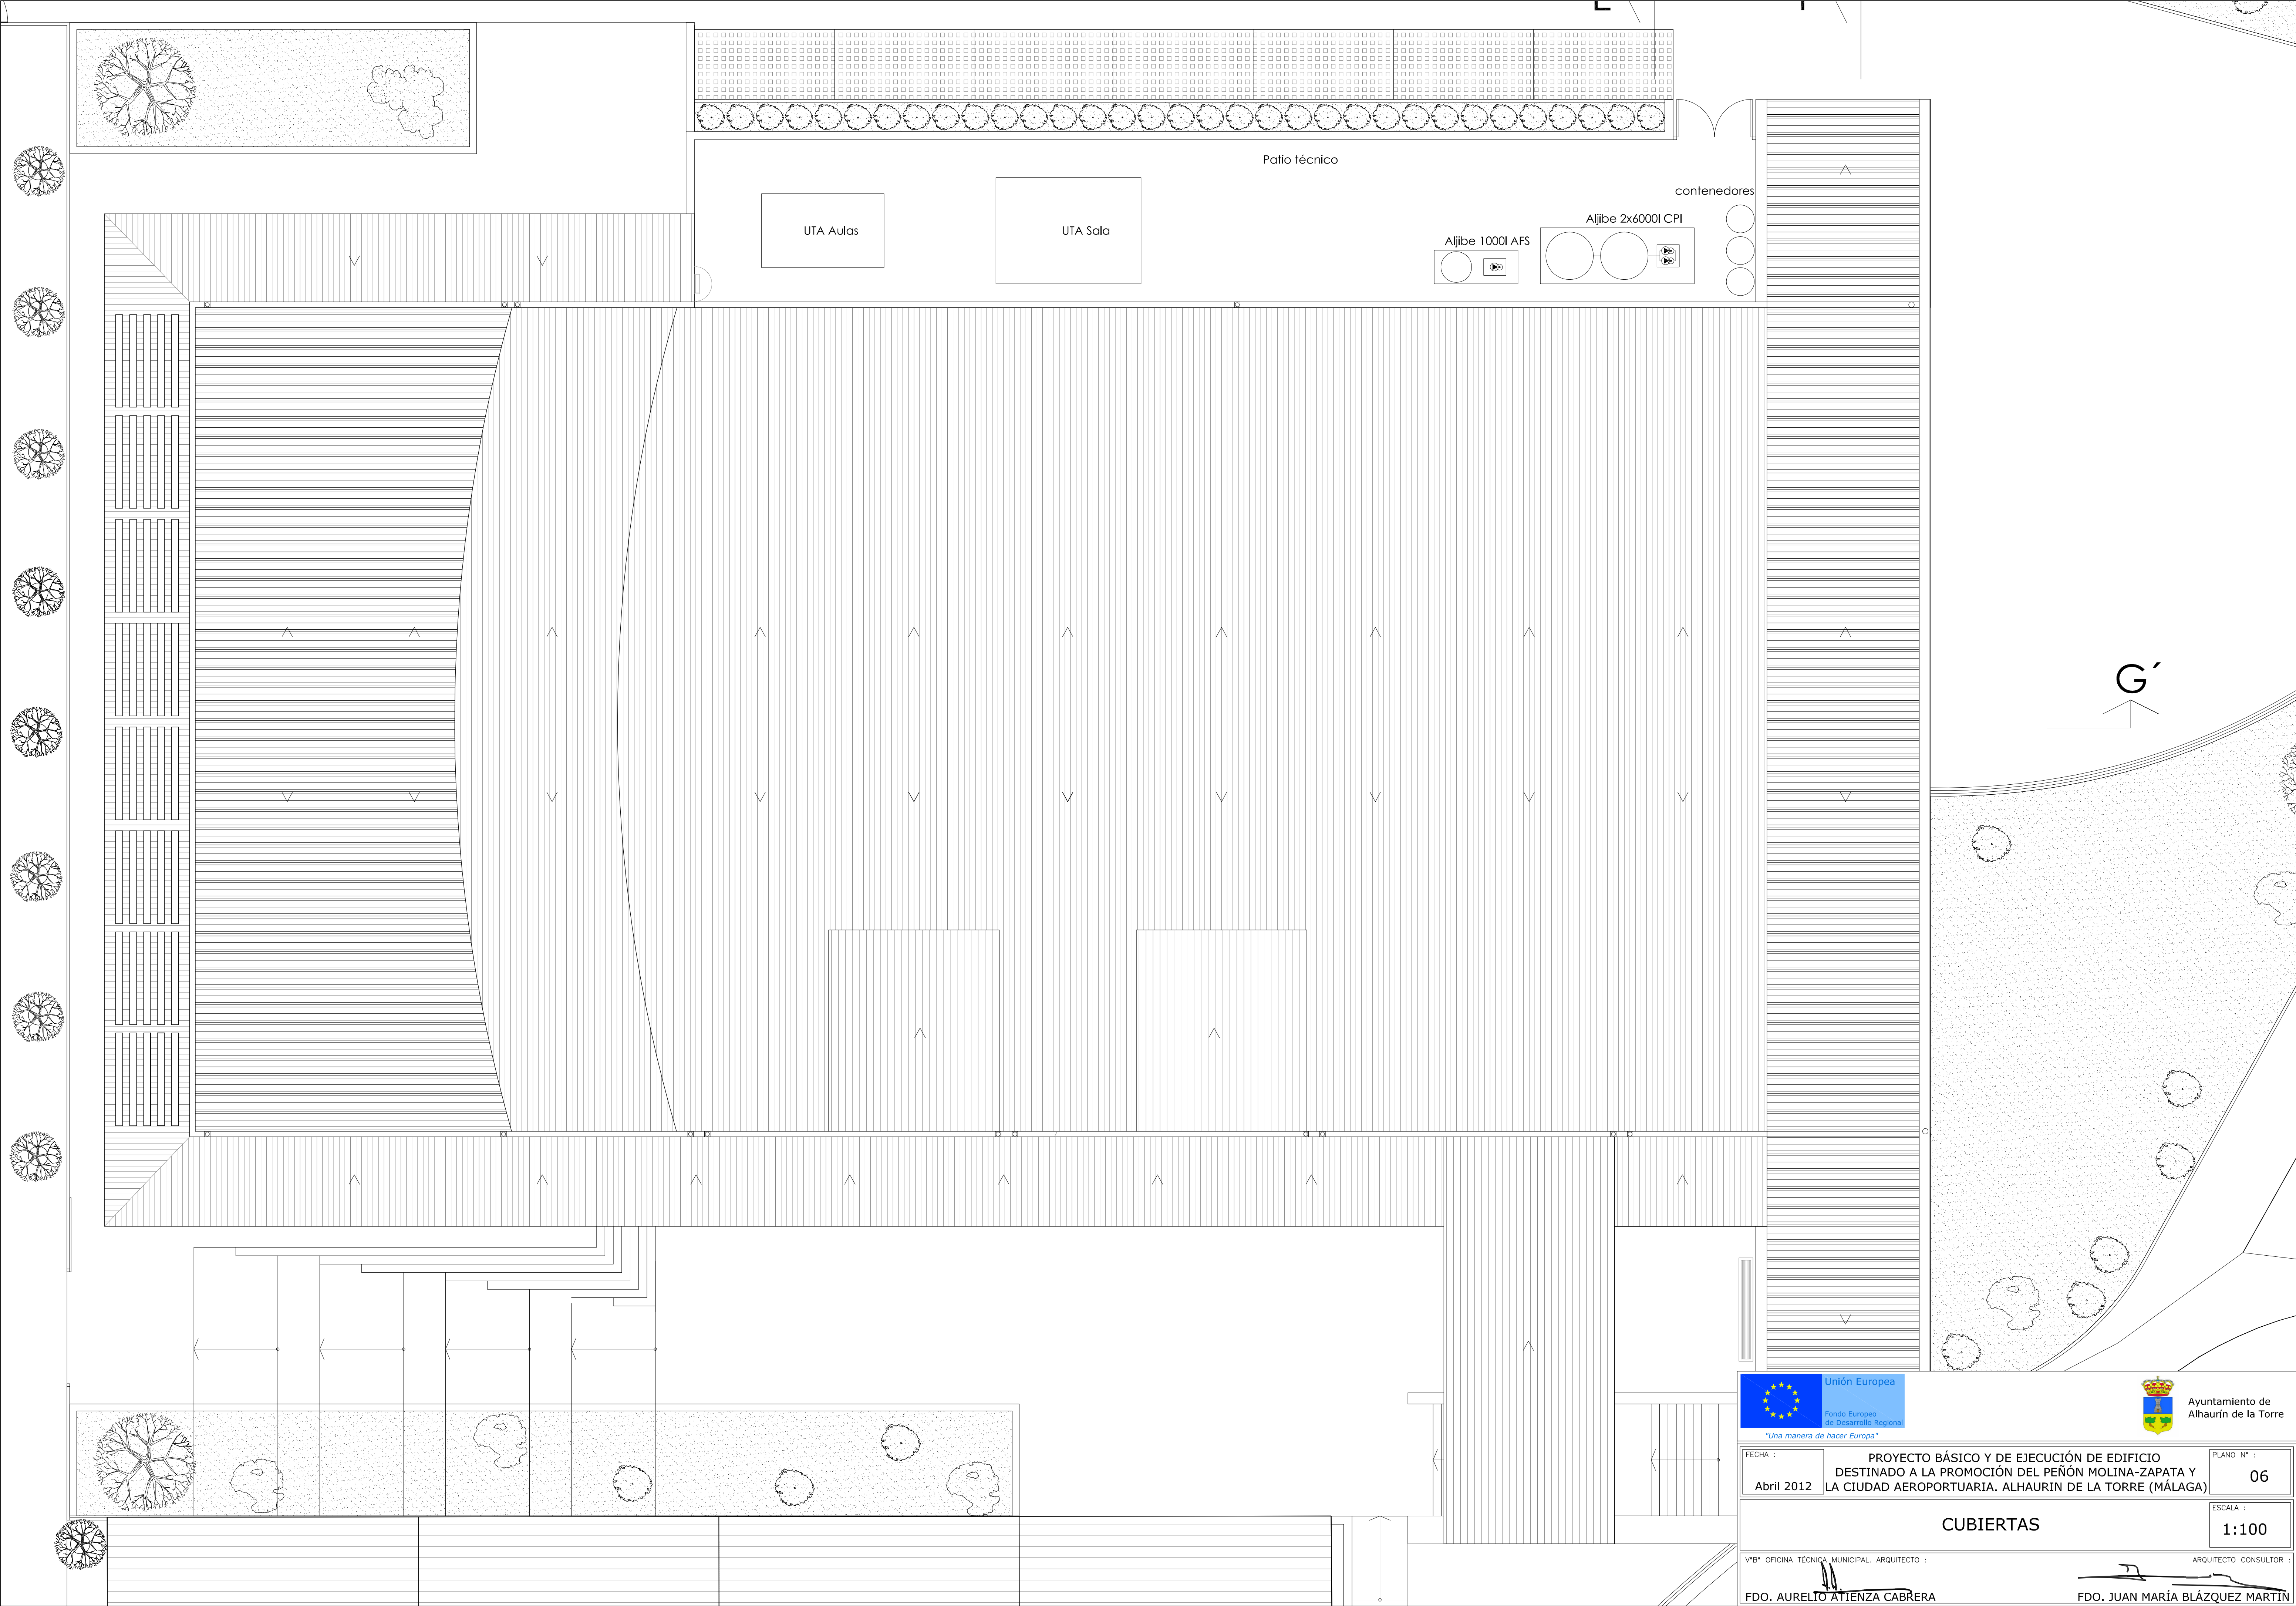 Patio técnico
contenedores
UTA Aulas
UTA Sala
Aljibe 2x6000l CPI
Aljibe 1000l AFS
G´
Unión Europea
Fondo Europeo
de Desarrollo Regional
"Una manera de hacer Europa"
Ayuntamiento de
Alhaurín de la Torre
FECHA :
Abril 2012
PROYECTO BÁSICO Y DE EJECUCIÓN DE EDIFICIO
DESTINADO A LA PROMOCIÓN DEL PEÑÓN MOLINA-ZAPATA Y
LA CIUDAD AEROPORTUARIA. ALHAURIN DE LA TORRE (MÁLAGA)
PLANO Nº :
06
CUBIERTAS
ESCALA :
1:100
VºBº OFICINA TÉCNICA MUNICIPAL. ARQUITECTO :
ARQUITECTO CONSULTOR :
FDO. AURELIO ATIENZA CABRERA
FDO. JUAN MARÍA BLÁZQUEZ MARTÍN